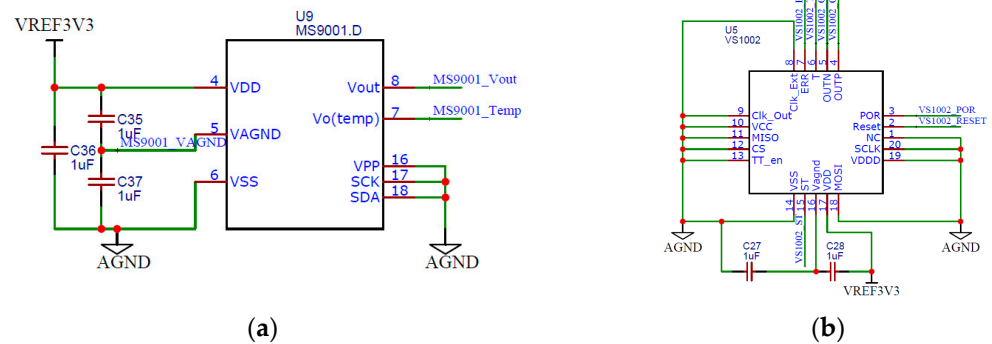 VREF3V3
U9
MS9001.D
4
VDD
C35
1uF
5
VAGND
MS9001_VAGND
C36
1uF
C37
1uF
6
VSS
Vout
8
MS9001_Vout
Vo(temp)
7
MS9001_Temp
VPP
16
SCK
17
SDA
18
AGND
AGND
(a)
U5
VS1002
8
7
6
5
4
Clk_Ext
ERR
T
OUTN
OUTP
9
Clk_Out
10
VCC
11
MISO
12
CS
13
TT_en
POR
3
VS1002_POR
Reset
2
VS1002_RESET
NC
1
SCLK
20
VDDD
19
VSS
ST
Vagnd
VDD
MOSI
14
15
16
17
18
VS1002_ST
AGND
AGND
C27
1uF
C28
1uF
VREF3V3
(b)